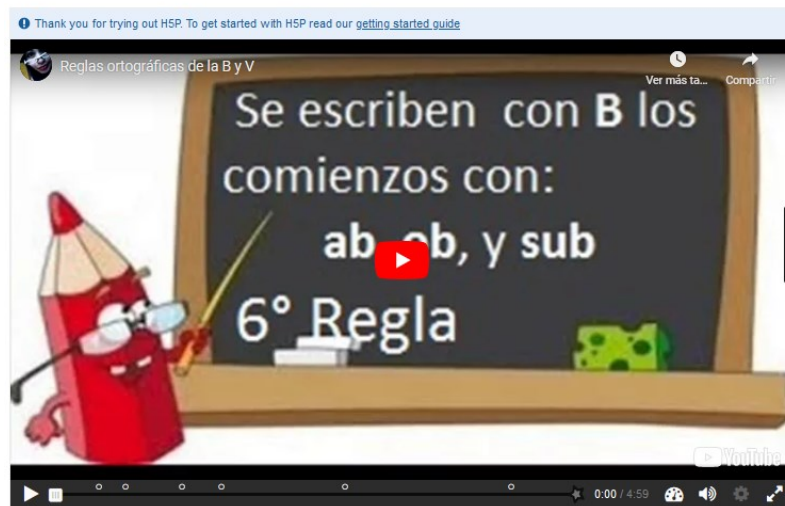 Thank you for trying out H5P. To get started with H5P read our getting started guide
Reglas ortográficas de la B y V
Ver más ta...
Compartir
Se escriben con B los
comienzos con:
ab, ob, y sub
6° Regla
YouTube
0:00 / 4:59